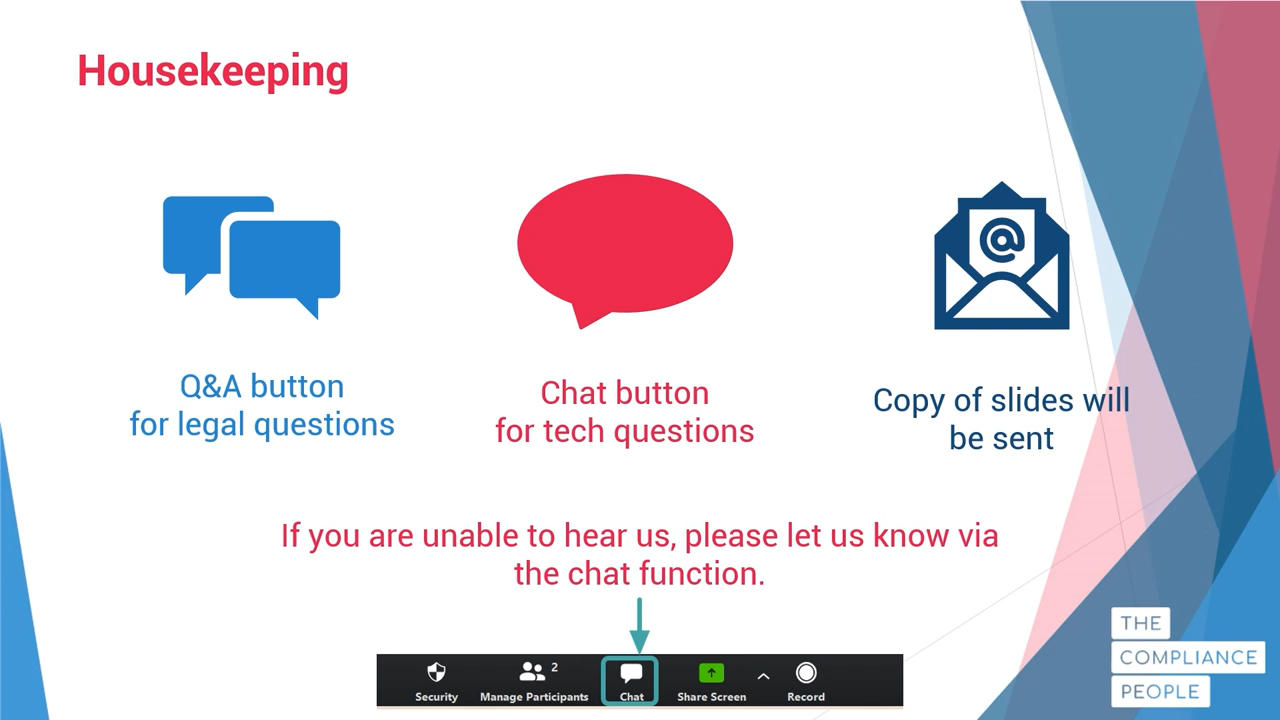 Housekeeping
@
Q&A button
for legal questions
Chat button
for tech questions
Copy of slides will
be sent
If you are unable to hear us, please let us know via
the chat function.
2
Security
Manage Participants
Chat
Share Screen
Record
THE
COMPLIANCE
PEOPLE